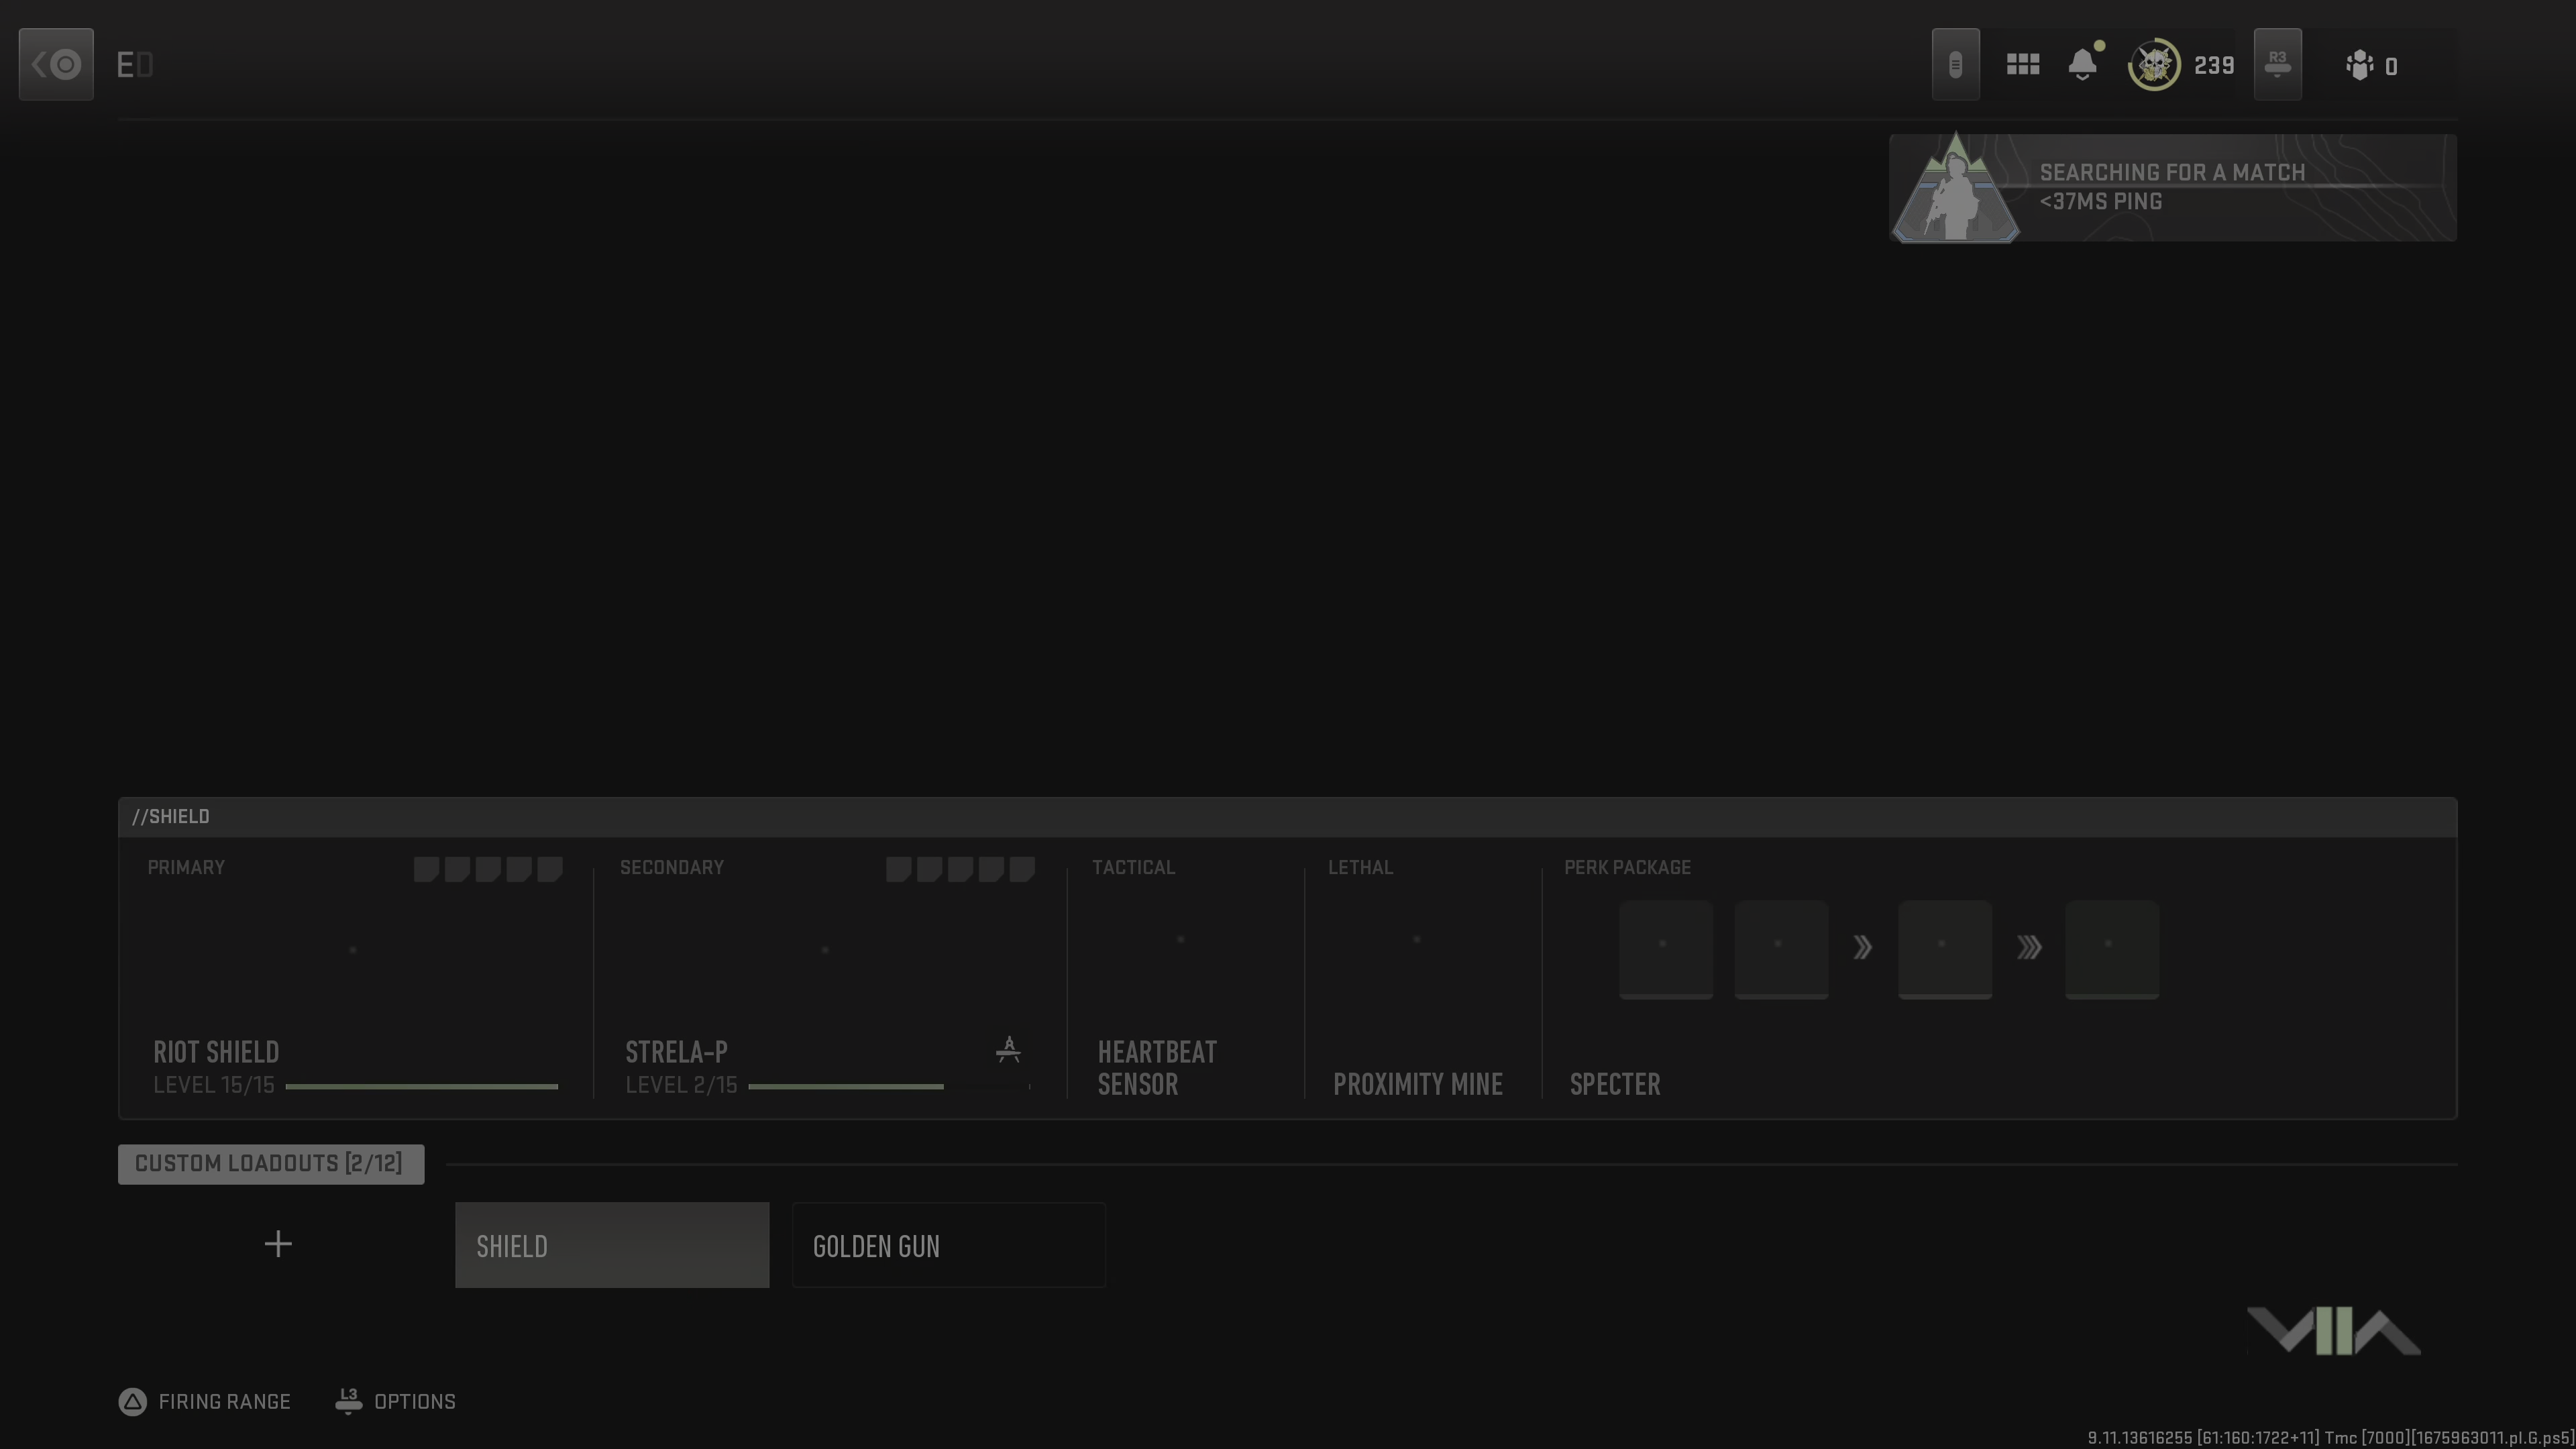 ED
239
R3
0
SEARCHING FOR A MATCH
<37MS PING
//SHIELD
PRIMARY
SECONDARY
TACTICAL
LETHAL
PERK PACKAGE
RIOT SHIELD
LEVEL 15/15
STRELA-P
LEVEL 2/15
HEARTBEAT
SENSOR
PROXIMITY MINE
SPECTER
CUSTOM LOADOUTS [2/12]
+
SHIELD
GOLDEN GUN
FIRING RANGE
L3
OPTIONS
9.11.13616255 [61:160:1722+11] Tmc [7000][1675963011.pl.G.ps5]